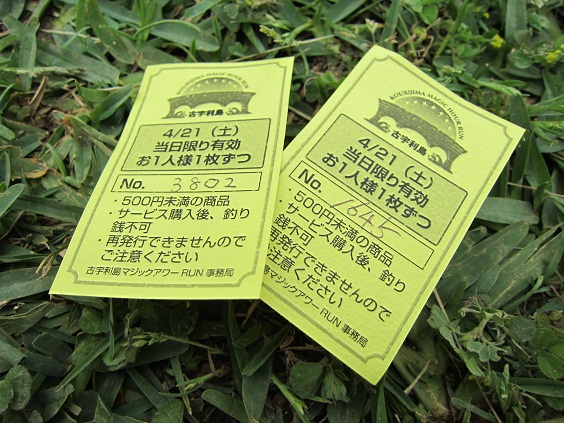 KOURIJIMA MAGIC HOUR RUN
古宇利島
4/21(土)
当日限り有効
お1人様1枚ずつ
No. 3802
・500円未満の商品
・サービス購入後、釣り
銭不可
・再発行できませんので
ご注意ください
古宇利島マジックアワーRUN 事務局
KOURIJIMA MAGIC HOUR RUN
古宇利島
4/21(土)
当日限り有効
お1人様1枚ずつ
No. 1645
・500円未満の商品
・サービス購入後、釣り
銭不可
再発行できませんので
ご注意ください
島マジックアワーRUN 事務局